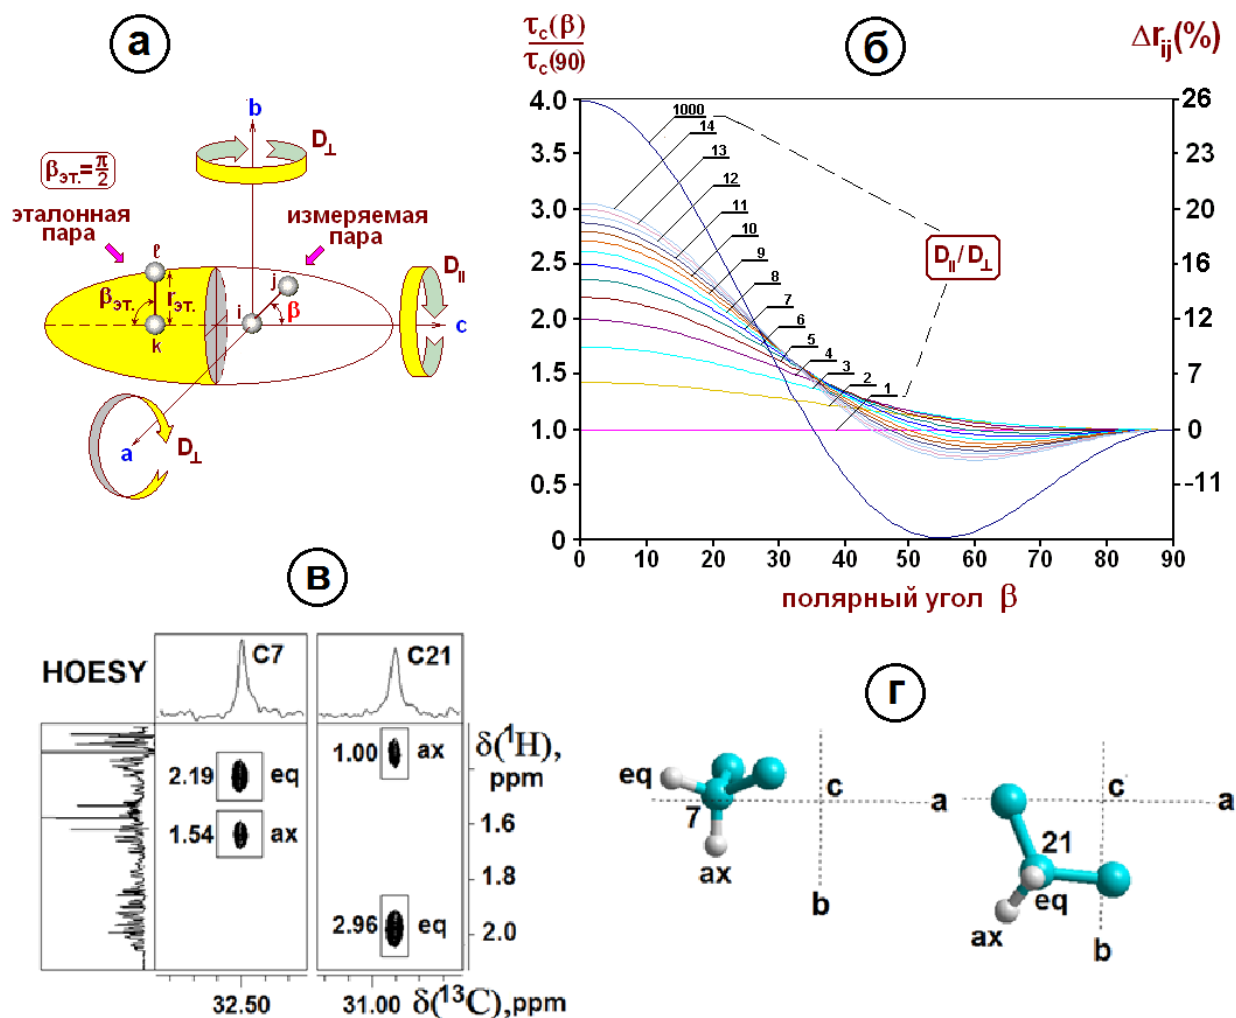 а
b
D⊥
βэт.=π/2
эталонная
пара
измеряемая
пара
ℓ
rэт.
βэт.
k
i
j
β
D||
c
a
D⊥
б
τc(β)
τc(90)
Δrij(%)
4.0
3.5
3.0
2.5
2.0
1.5
1.0
0.5
0
1000
14
13
12
11
10
9
8
7
6
5
4
3
2
1
D||/D⊥
26
23
20
16
12
7
0
-11
0 10 20 30 40 50 60 70 80 90
полярный угол β
в
HOESY
C7
C21
2.19 eq
1.54 ax
1.00 ax
2.96 eq
δ(¹H),
ppm
1.6
1.8
2.0
32.50
31.00
δ(¹³C),ppm
г
eq
7
ax
c
a
b
c
a
21
eq
ax
b